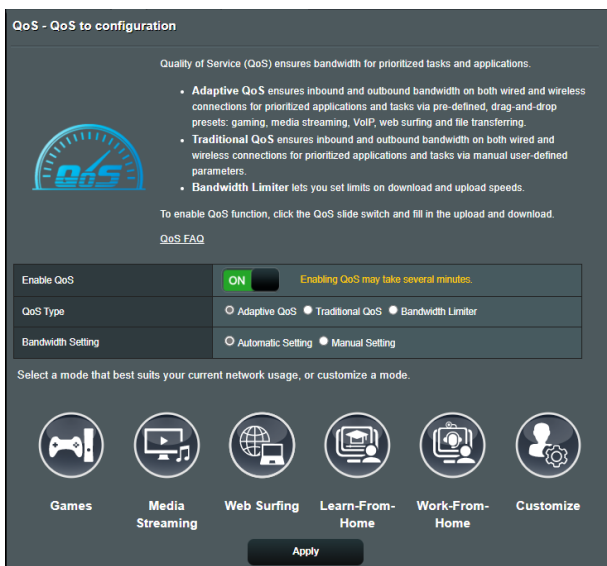 QoS - QoS to configuration
Quality of Service (QoS) ensures bandwidth for prioritized tasks and applications.
• Adaptive QoS ensures inbound and outbound bandwidth on both wired and wireless
connections for prioritized applications and tasks via pre-defined, drag-and-drop
presets: gaming, media streaming, VoIP, web surfing and file transferring.
• Traditional QoS ensures inbound and outbound bandwidth on both wired and
wireless connections for prioritized applications and tasks via manual user-defined
parameters.
• Bandwidth Limiter lets you set limits on download and upload speeds.
QoS
To enable QoS function, click the QoS slide switch and fill in the upload and download.
QoS FAQ
Enable QoS ON Enabling QoS may take several minutes.
QoS Type Adaptive QoS Traditional QoS Bandwidth Limiter
Bandwidth Setting Automatic Setting Manual Setting
Select a mode that best suits your current network usage, or customize a mode.
Games Media Streaming Web Surfing Learn-From-Home Work-From-Home Customize
Apply